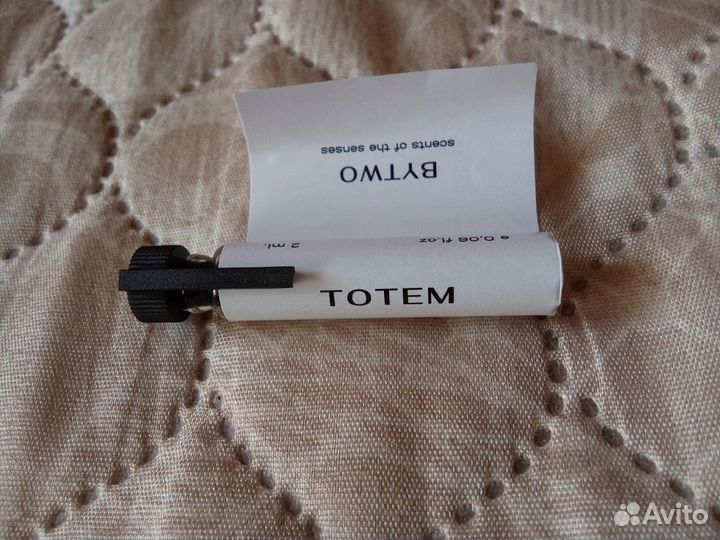 BYTWO
scents of the senses
2 ml. e 0,06 fl.oz
TOTEM
Avito